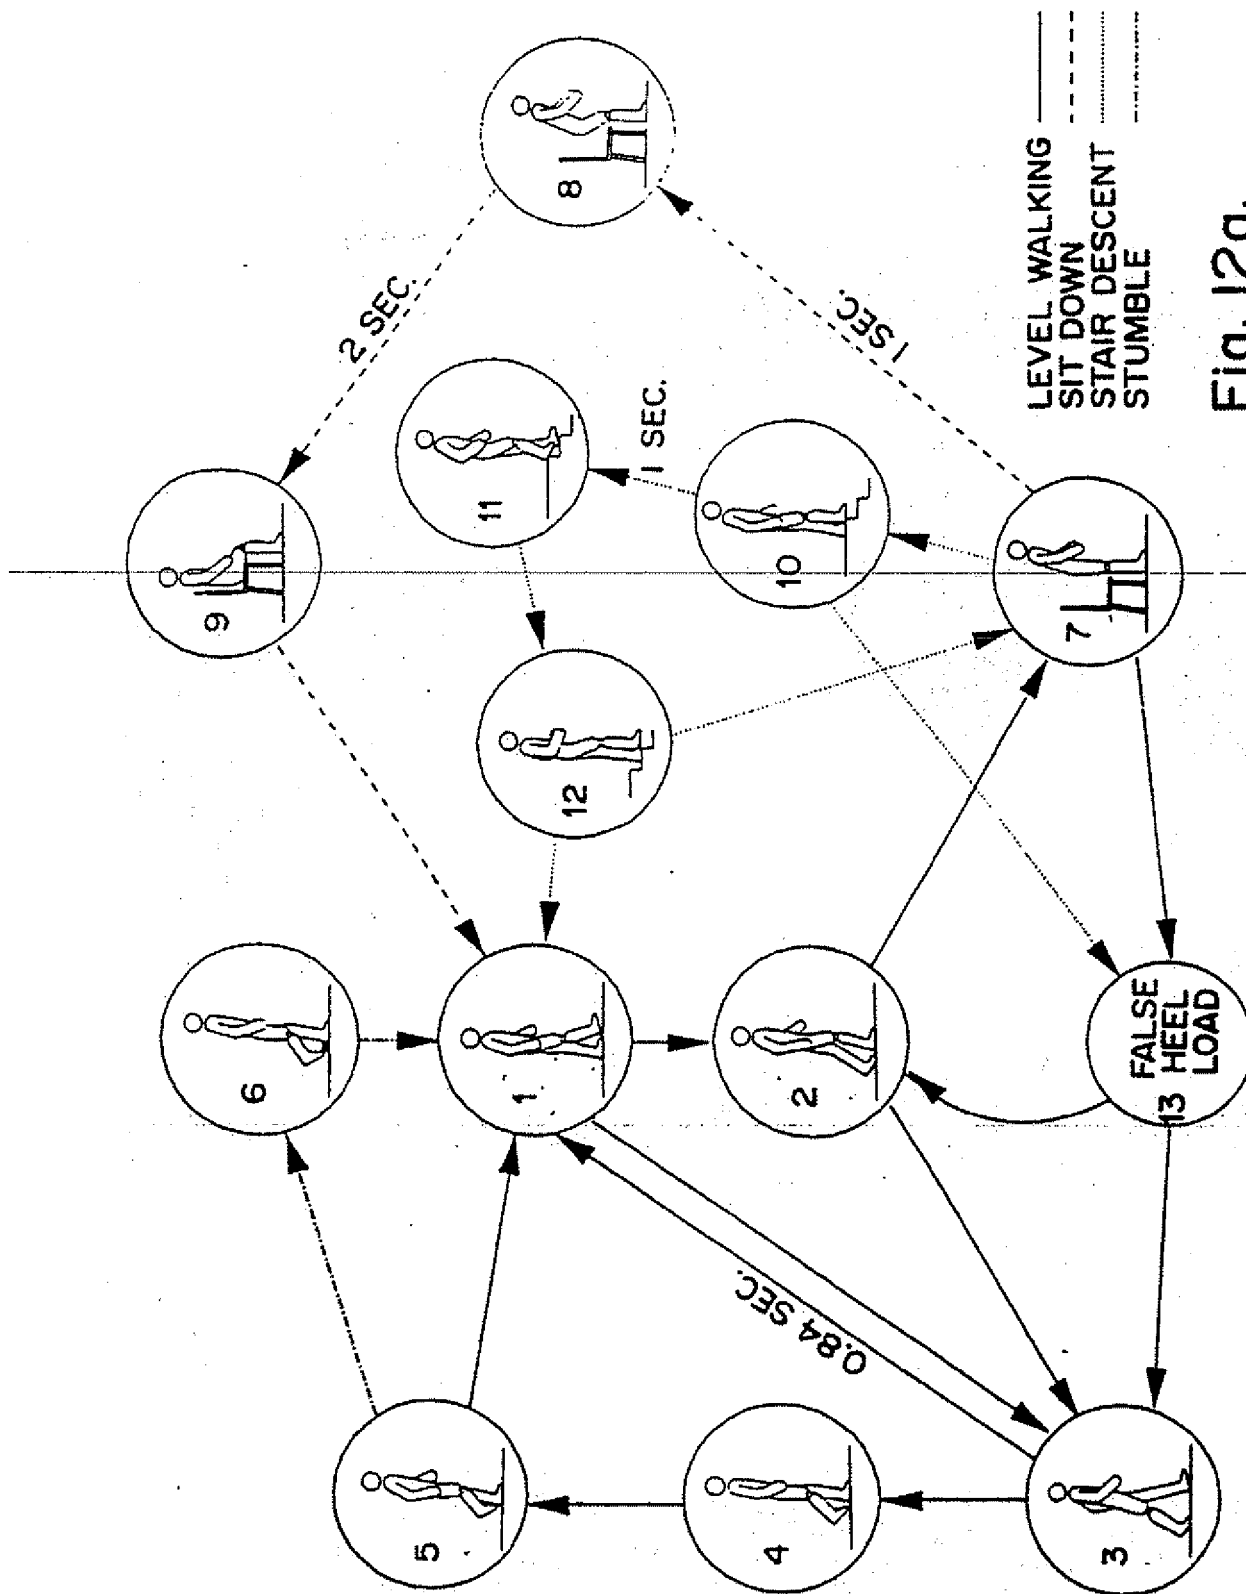 8
2 SEC.
9
11
1 SEC.
1 SEC.
10
12
7
6
1
2
13 FALSE
HEEL
LOAD
0.84 SEC.
5
4
3
LEVEL WALKING
SIT DOWN
STAIR DESCENT
STUMBLE
Fig. 12a.